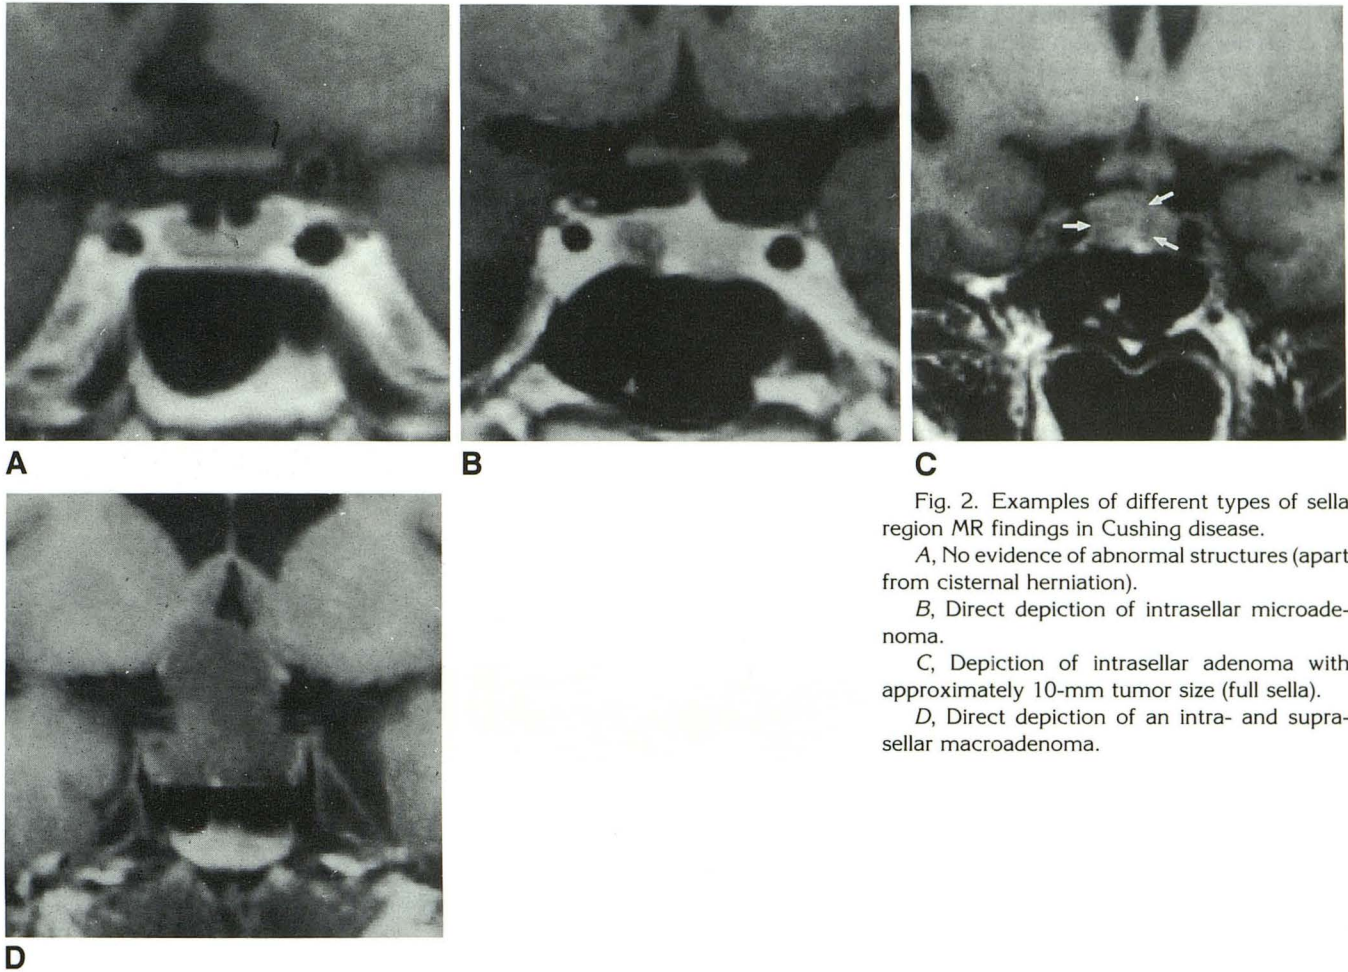 A
B
C
D
Fig. 2. Examples of different types of sella
region MR findings in Cushing disease.
A, No evidence of abnormal structures (apart
from cisternal herniation).
B, Direct depiction of intrasellar microade-
noma.
C, Depiction of intrasellar adenoma with
approximately 10-mm tumor size (full sella).
D, Direct depiction of an intra- and supra-
sellar macroadenoma.